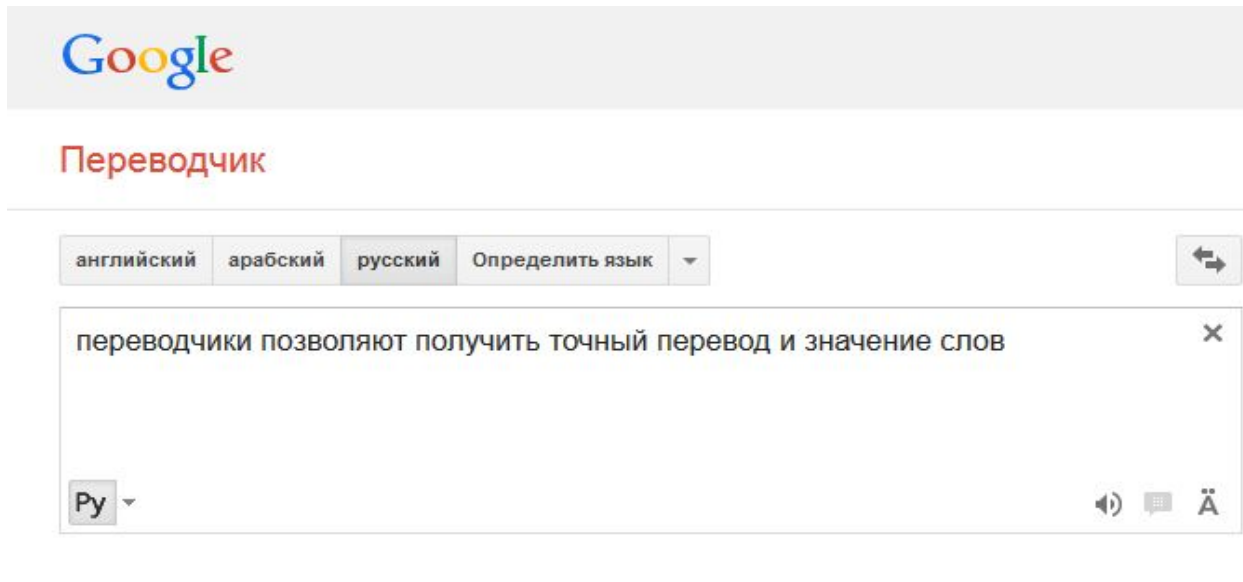 Google
Переводчик
английский арабский русский Определить язык
переводчики позволяют получить точный перевод и значение слов
Ру
Ä